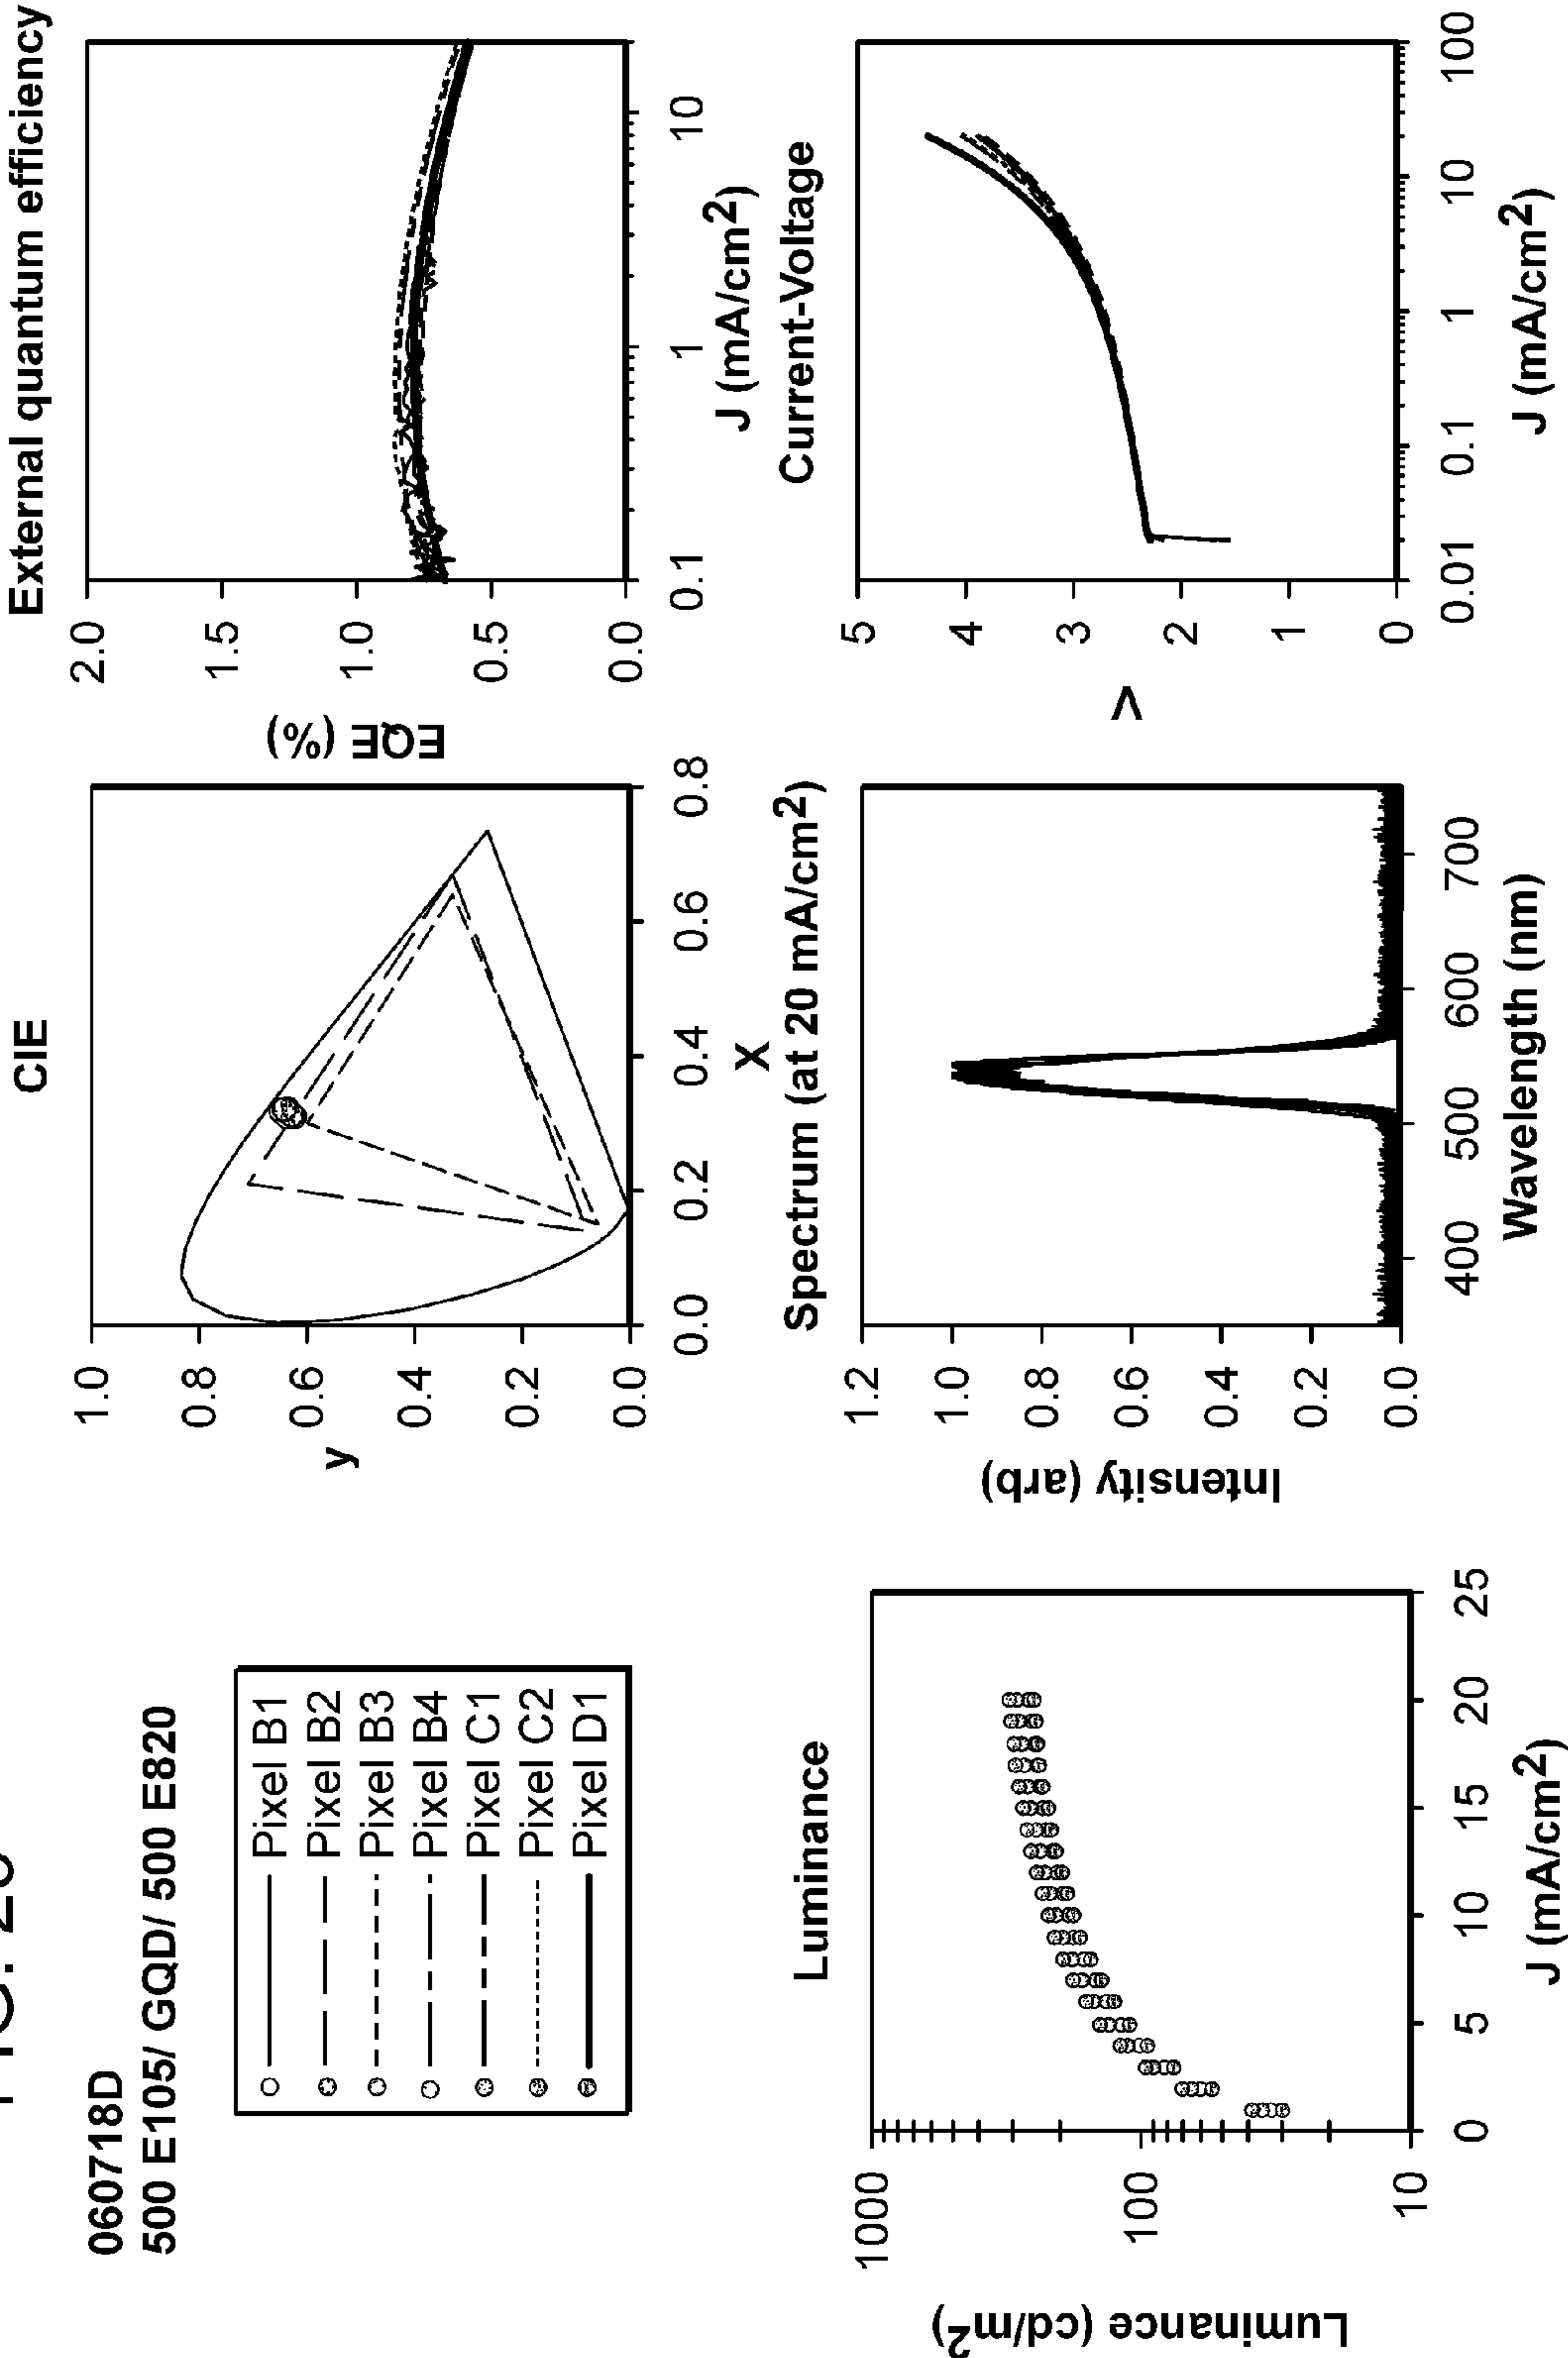 FIG.
060718D
500 E105/ GQD/ 500 E820
Pixel B1
Pixel B2
Pixel B3
Pixel B4
Pixel C1
Pixel C2
Pixel D1
CIE
y
1.0
0.8
0.6
0.4
0.2
0.0
0.0 0.2 0.4 0.6 0.8
X
External quantum efficiency
EQE (%)
2.0
1.5
1.0
0.5
0.0
0.1 1 10
J (mA/cm²)
Luminance
Luminance (cd/m²)
1000
100
10
0 5 10 15 20 25
J (mA/cm²)
Spectrum (at 20 mA/cm²)
Intensity (arb)
1.2
1.0
0.8
0.6
0.4
0.2
0.0
400 500 600 700
Wavelength (nm)
Current-Voltage
V
5
4
3
2
1
0
0.01 0.1 1 10 100
J (mA/cm²)